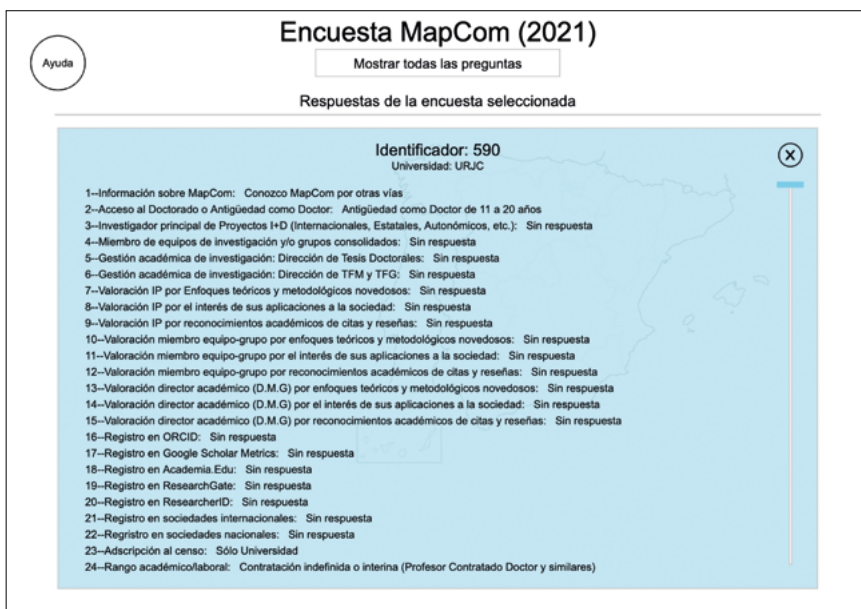 Encuesta MapCom (2021)
Ayuda
Mostrar todas las preguntas
Respuestas de la encuesta seleccionada
Identificador: 590
X
Universidad: URJC
1--Información sobre MapCom: Conozco MapCom por otras vías
2--Acceso al Doctorado o Antigüedad como Doctor: Antigüedad como Doctor de 11 a 20 años
3--Investigador principal de Proyectos I+D (Internacionales, Estatales, Autonómicos, etc.): Sin respuesta
4--Miembro de equipos de investigación y/o grupos consolidados: Sin respuesta
5--Gestión académica de investigación: Dirección de Tesis Doctorales: Sin respuesta
6--Gestión académica de investigación: Dirección de TFM y TFG: Sin respuesta
7--Valoración IP por Enfoques teóricos y metodológicos novedosos: Sin respuesta
8--Valoración IP por el interés de sus aplicaciones a la sociedad: Sin respuesta
9--Valoración IP por reconocimientos académicos de citas y reseñas: Sin respuesta
10--Valoración miembro equipo-grupo por enfoques teóricos y metodológicos novedosos: Sin respuesta
11--Valoración miembro equipo-grupo por el interés de sus aplicaciones a la sociedad: Sin respuesta
12--Valoración miembro equipo-grupo por reconocimientos académicos de citas y reseñas: Sin respuesta
13--Valoración director académico (D.M.G) por enfoques teóricos y metodológicos novedosos: Sin respuesta
14--Valoración director académico (D.M.G) por el interés de sus aplicaciones a la sociedad: Sin respuesta
15--Valoración director académico (D.M.G) por reconocimientos académicos de citas y reseñas: Sin respuesta
16--Registro en ORCID: Sin respuesta
17--Registro en Google Scholar Metrics: Sin respuesta
18--Registro en Academia.Edu: Sin respuesta
19--Registro en ResearchGate: Sin respuesta
20--Registro en ResearcherID: Sin respuesta
21--Registro en sociedades internacionales: Sin respuesta
22--Regristro en sociedades nacionales: Sin respuesta
23--Adscripción al censo: Sólo Universidad
24--Rango académico/laboral: Contratación indefinida o interina (Profesor Contratado Doctor y similares)